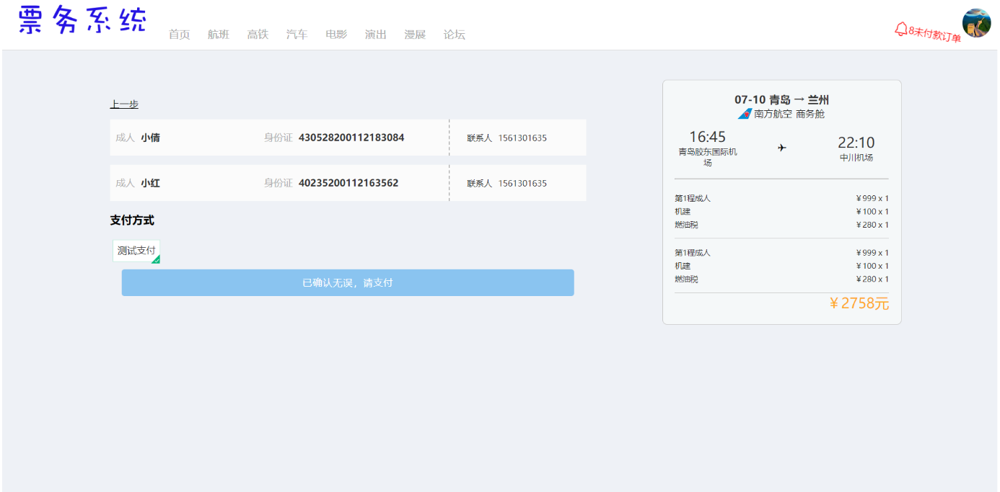 票务系统
首页 航班 高铁 汽车 电影 演出 漫展 论坛
8未付款订单
上一步
成人 小倩 身份证 430528200112183084 联系人 1561301635
成人 小红 身份证 40235200112163562 联系人 1561301635
支付方式
测试支付
已确认无误，请支付
07-10 青岛 → 兰州
南方航空 商务舱
16:45
青岛胶东国际机
场
22:10
中川机场
第1程成人 ¥999 x 1
机建 ¥100 x 1
燃油税 ¥280 x 1
第1程成人 ¥999 x 1
机建 ¥100 x 1
燃油税 ¥280 x 1
¥2758元